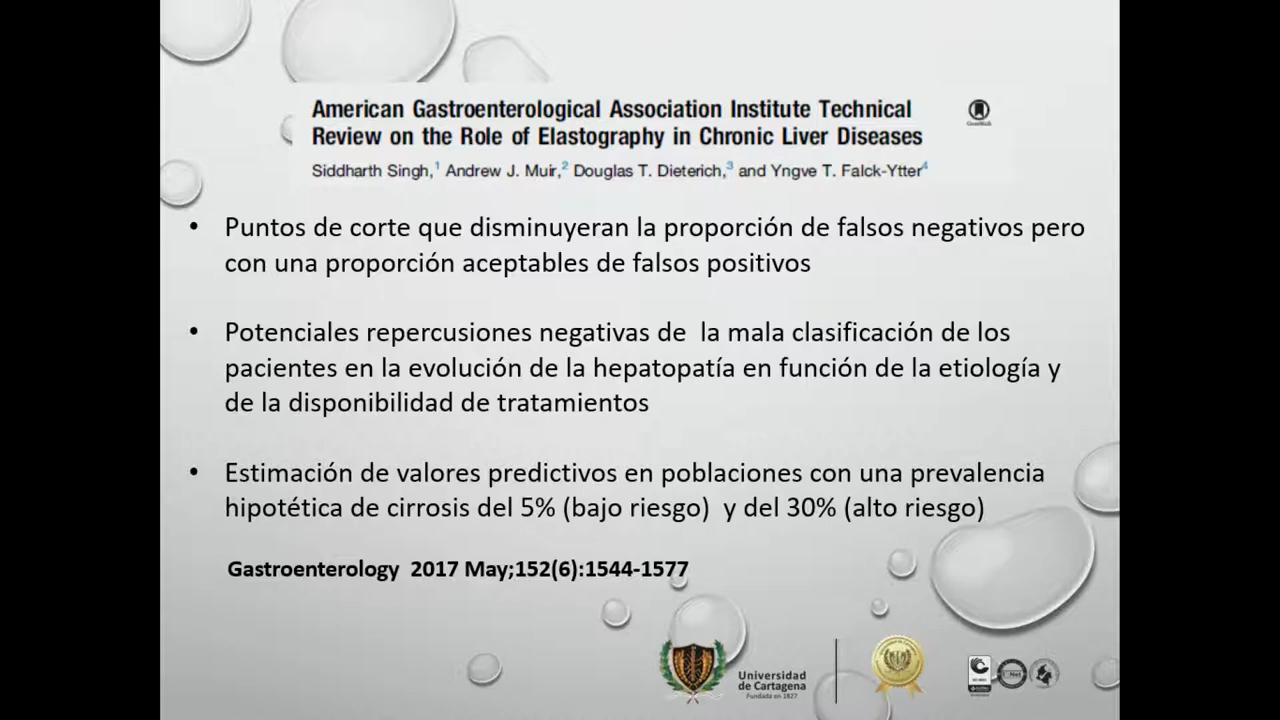 American Gastroenterological Association Institute Technical
Review on the Role of Elastography in Chronic Liver Diseases
Siddharth Singh,1 Andrew J. Muir,2 Douglas T. Dieterich,3 and Yngve T. Falck-Ytter4
• Puntos de corte que disminuyeran la proporción de falsos negativos pero
con una proporción aceptables de falsos positivos
• Potenciales repercusiones negativas de la mala clasificación de los
pacientes en la evolución de la hepatopatía en función de la etiología y
de la disponibilidad de tratamientos
• Estimación de valores predictivos en poblaciones con una prevalencia
hipotética de cirrosis del 5% (bajo riesgo) y del 30% (alto riesgo)
Gastroenterology 2017 May;152(6):1544-1577
Universidad
de Cartagena
Fundada en 1827